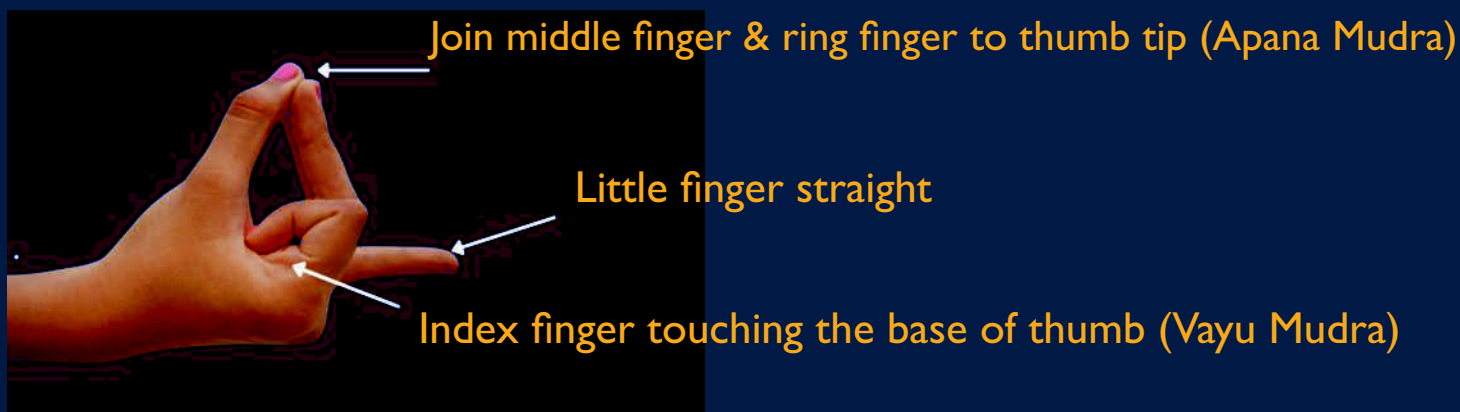 Join middle finger & ring finger to thumb tip (Apana Mudra)
Little finger straight
Index finger touching the base of thumb (Vayu Mudra)